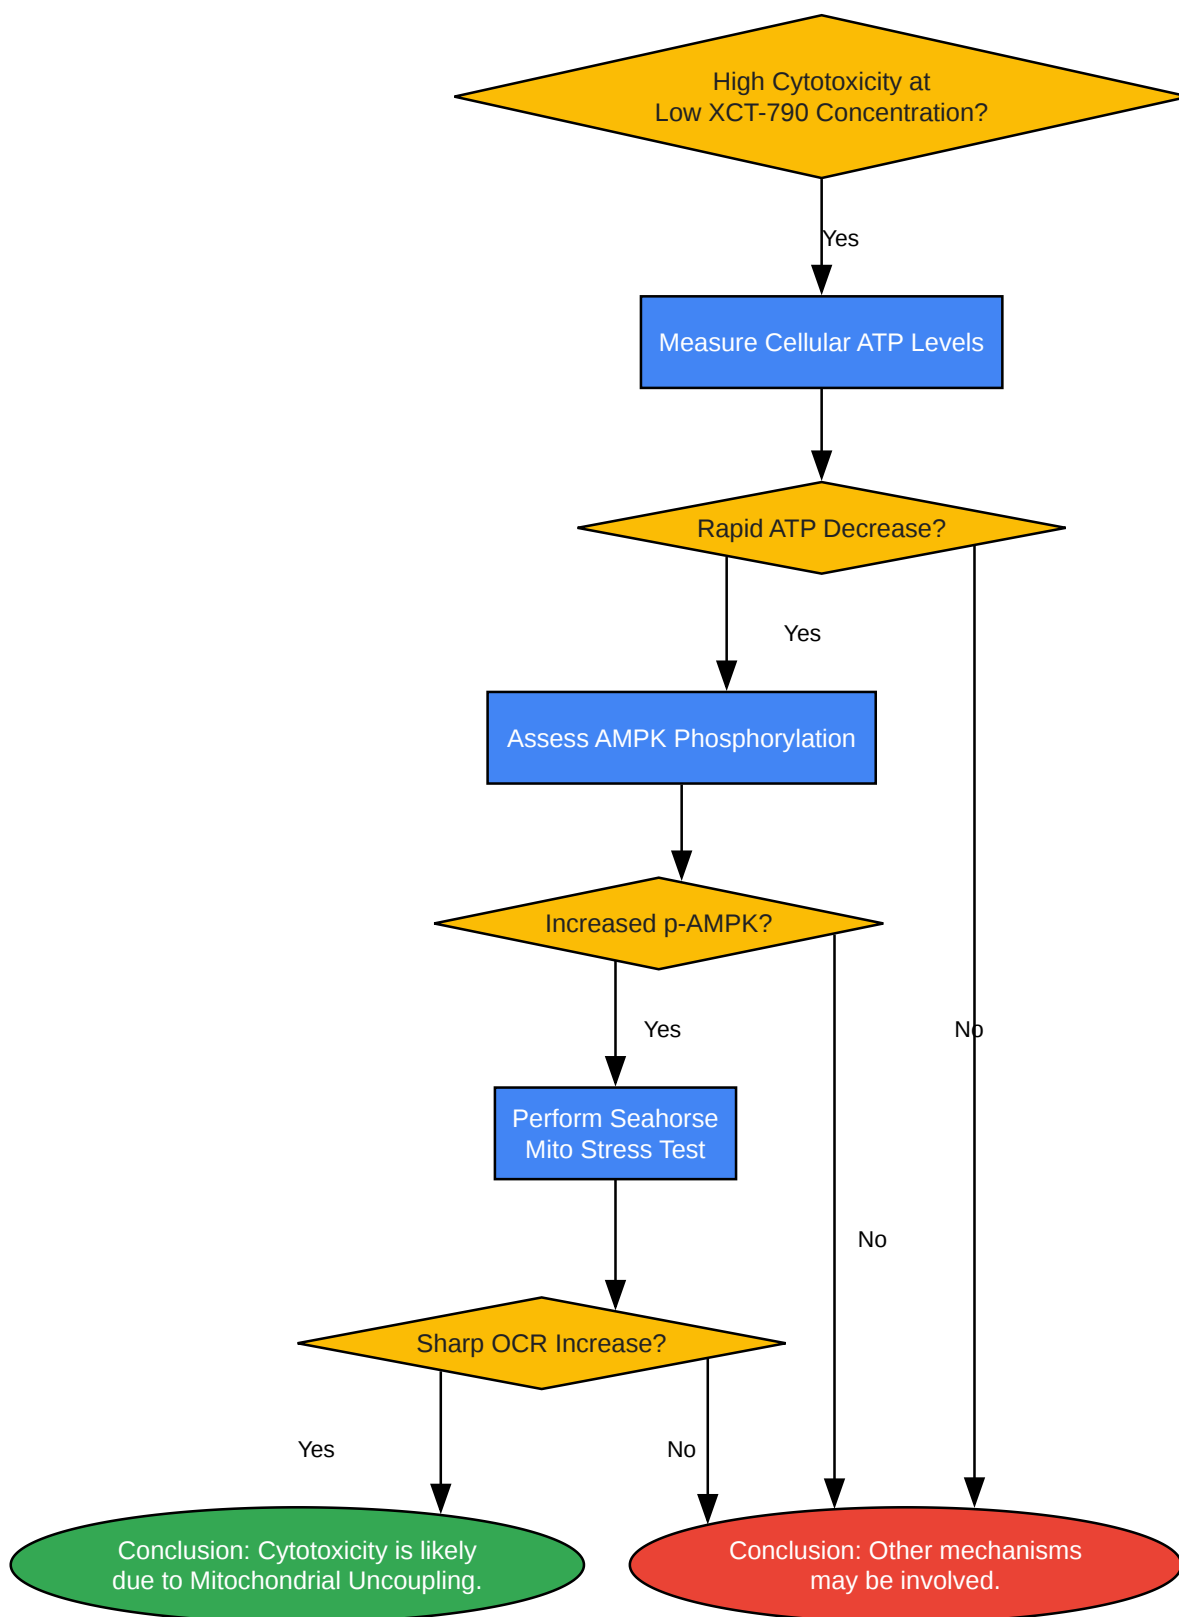 High Cytotoxicity at
Low XCT-790 Concentration?
Yes
Measure Cellular ATP Levels
Rapid ATP Decrease?
Yes
Assess AMPK Phosphorylation
Increased p-AMPK?
Yes
No
Perform Seahorse
Mito Stress Test
No
Sharp OCR Increase?
Yes
No
Conclusion: Cytotoxicity is likely
due to Mitochondrial Uncoupling.
Conclusion: Other mechanisms
may be involved.